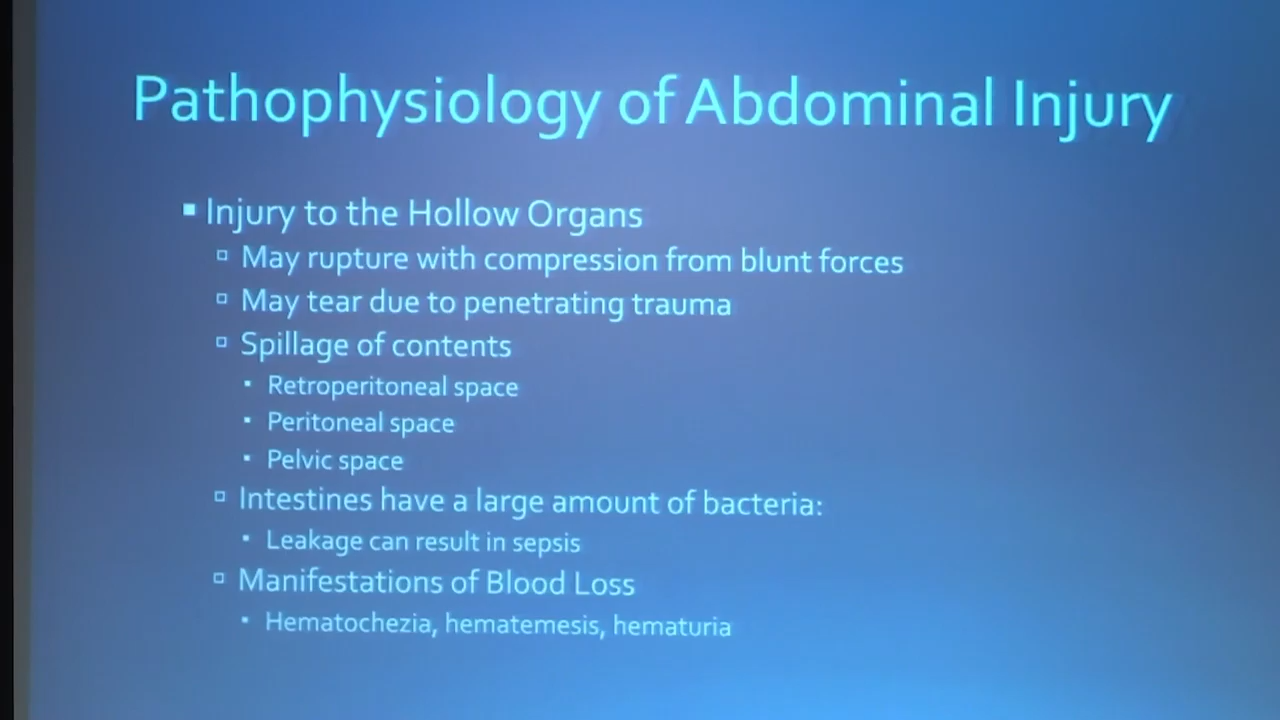 Pathophysiology of Abdominal Injury
Injury to the Hollow Organs
May rupture with compression from blunt forces
May tear due to penetrating trauma
Spillage of contents
Retroperitoneal space
Peritoneal space
Pelvic space
Intestines have a large amount of bacteria:
Leakage can result in sepsis
Manifestations of Blood Loss
Hematochezia, hematemesis, hematuria